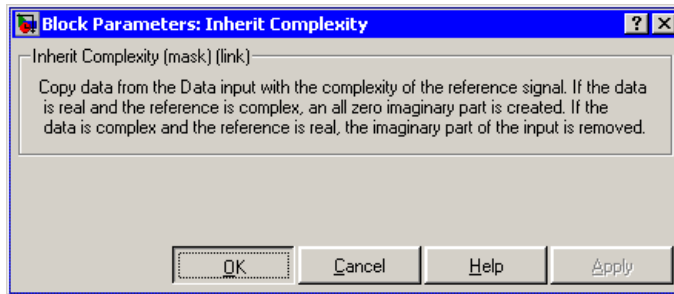 Block Parameters: Inherit Complexity
Inherit Complexity (mask) (link)
Copy data from the Data input with the complexity of the reference signal. If the data
is real and the reference is complex, an all zero imaginary part is created. If the
data is complex and the reference is real, the imaginary part of the input is removed.
OK Cancel Help Apply